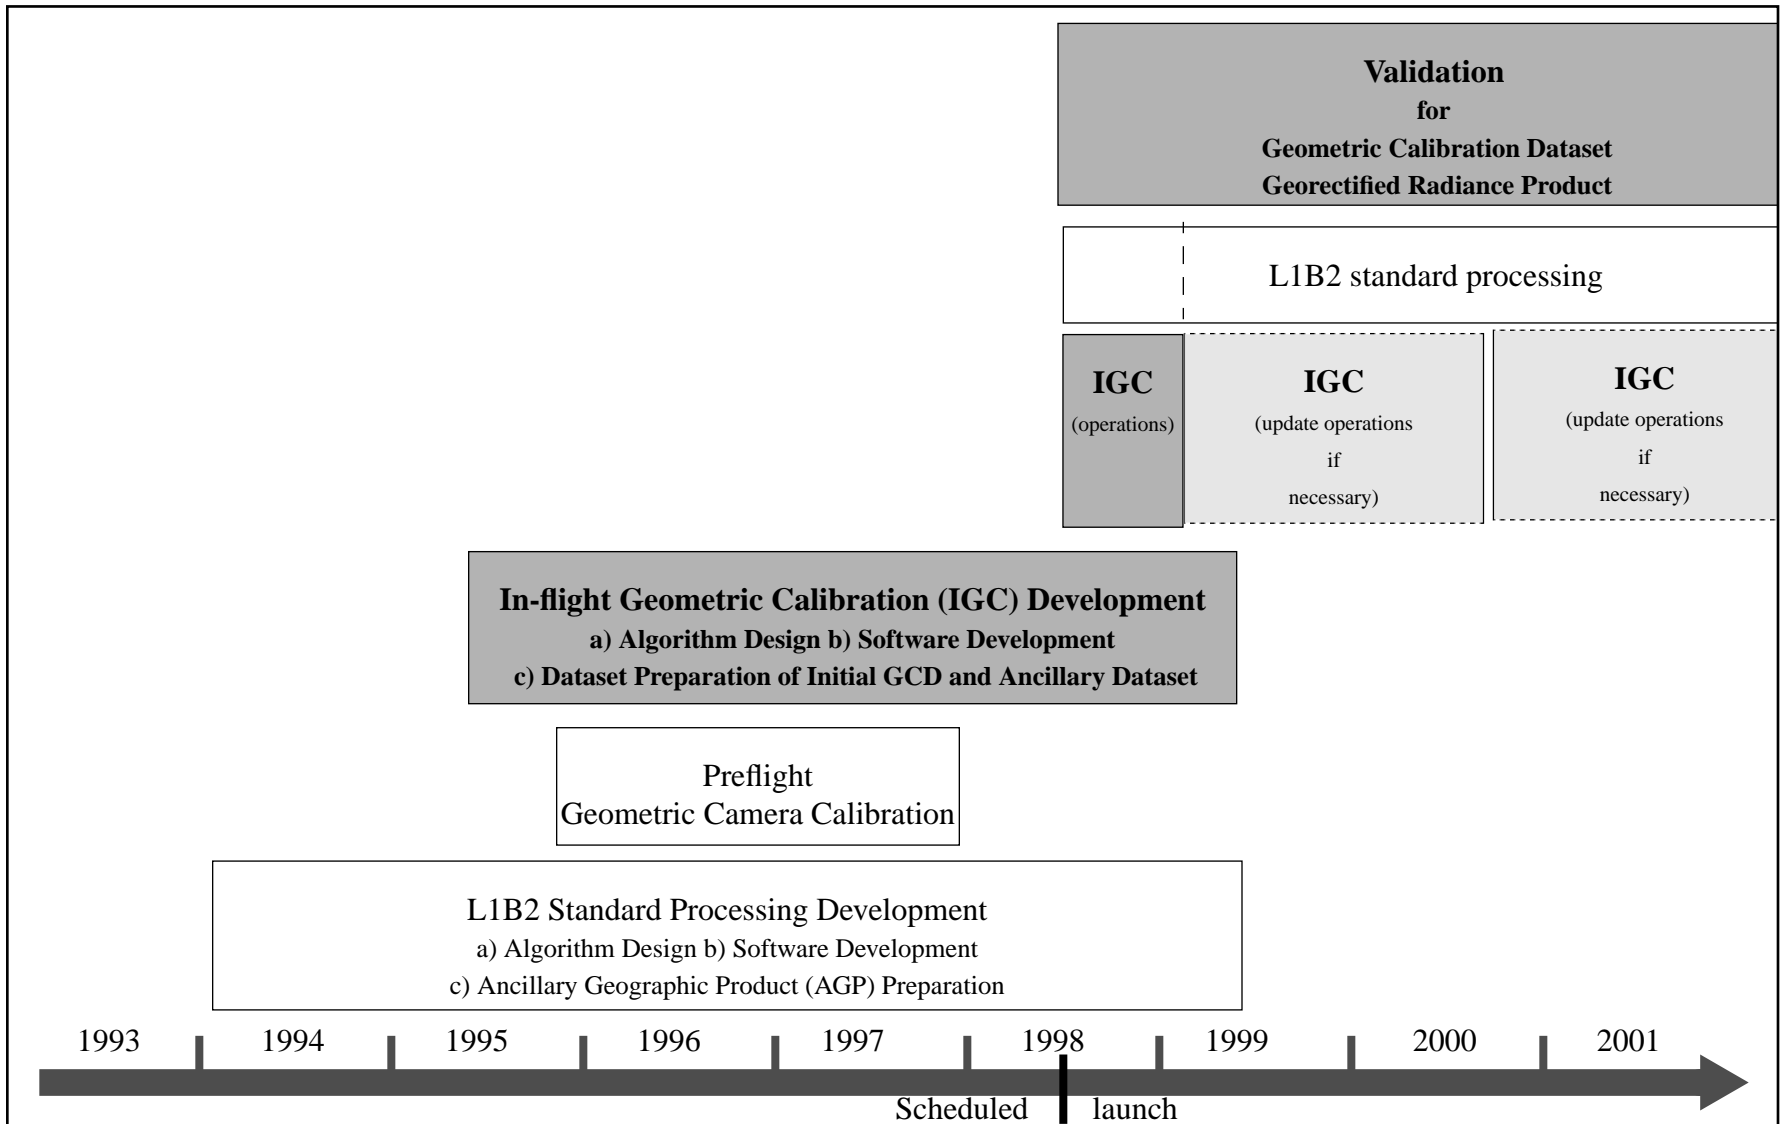 Validation
for
Geometric Calibration Dataset
Georectified Radiance Product
L1B2 standard processing
IGC
(operations)
IGC
(update operations
if
necessary)
IGC
(update operations
if
necessary)
In-flight Geometric Calibration (IGC) Development
a) Algorithm Design b) Software Development
c) Dataset Preparation of Initial GCD and Ancillary Dataset
Preflight
Geometric Camera Calibration
L1B2 Standard Processing Development
a) Algorithm Design b) Software Development
c) Ancillary Geographic Product (AGP) Preparation
1993 1994 1995 1996 1997 1998 1999 2000 2001
Scheduled launch